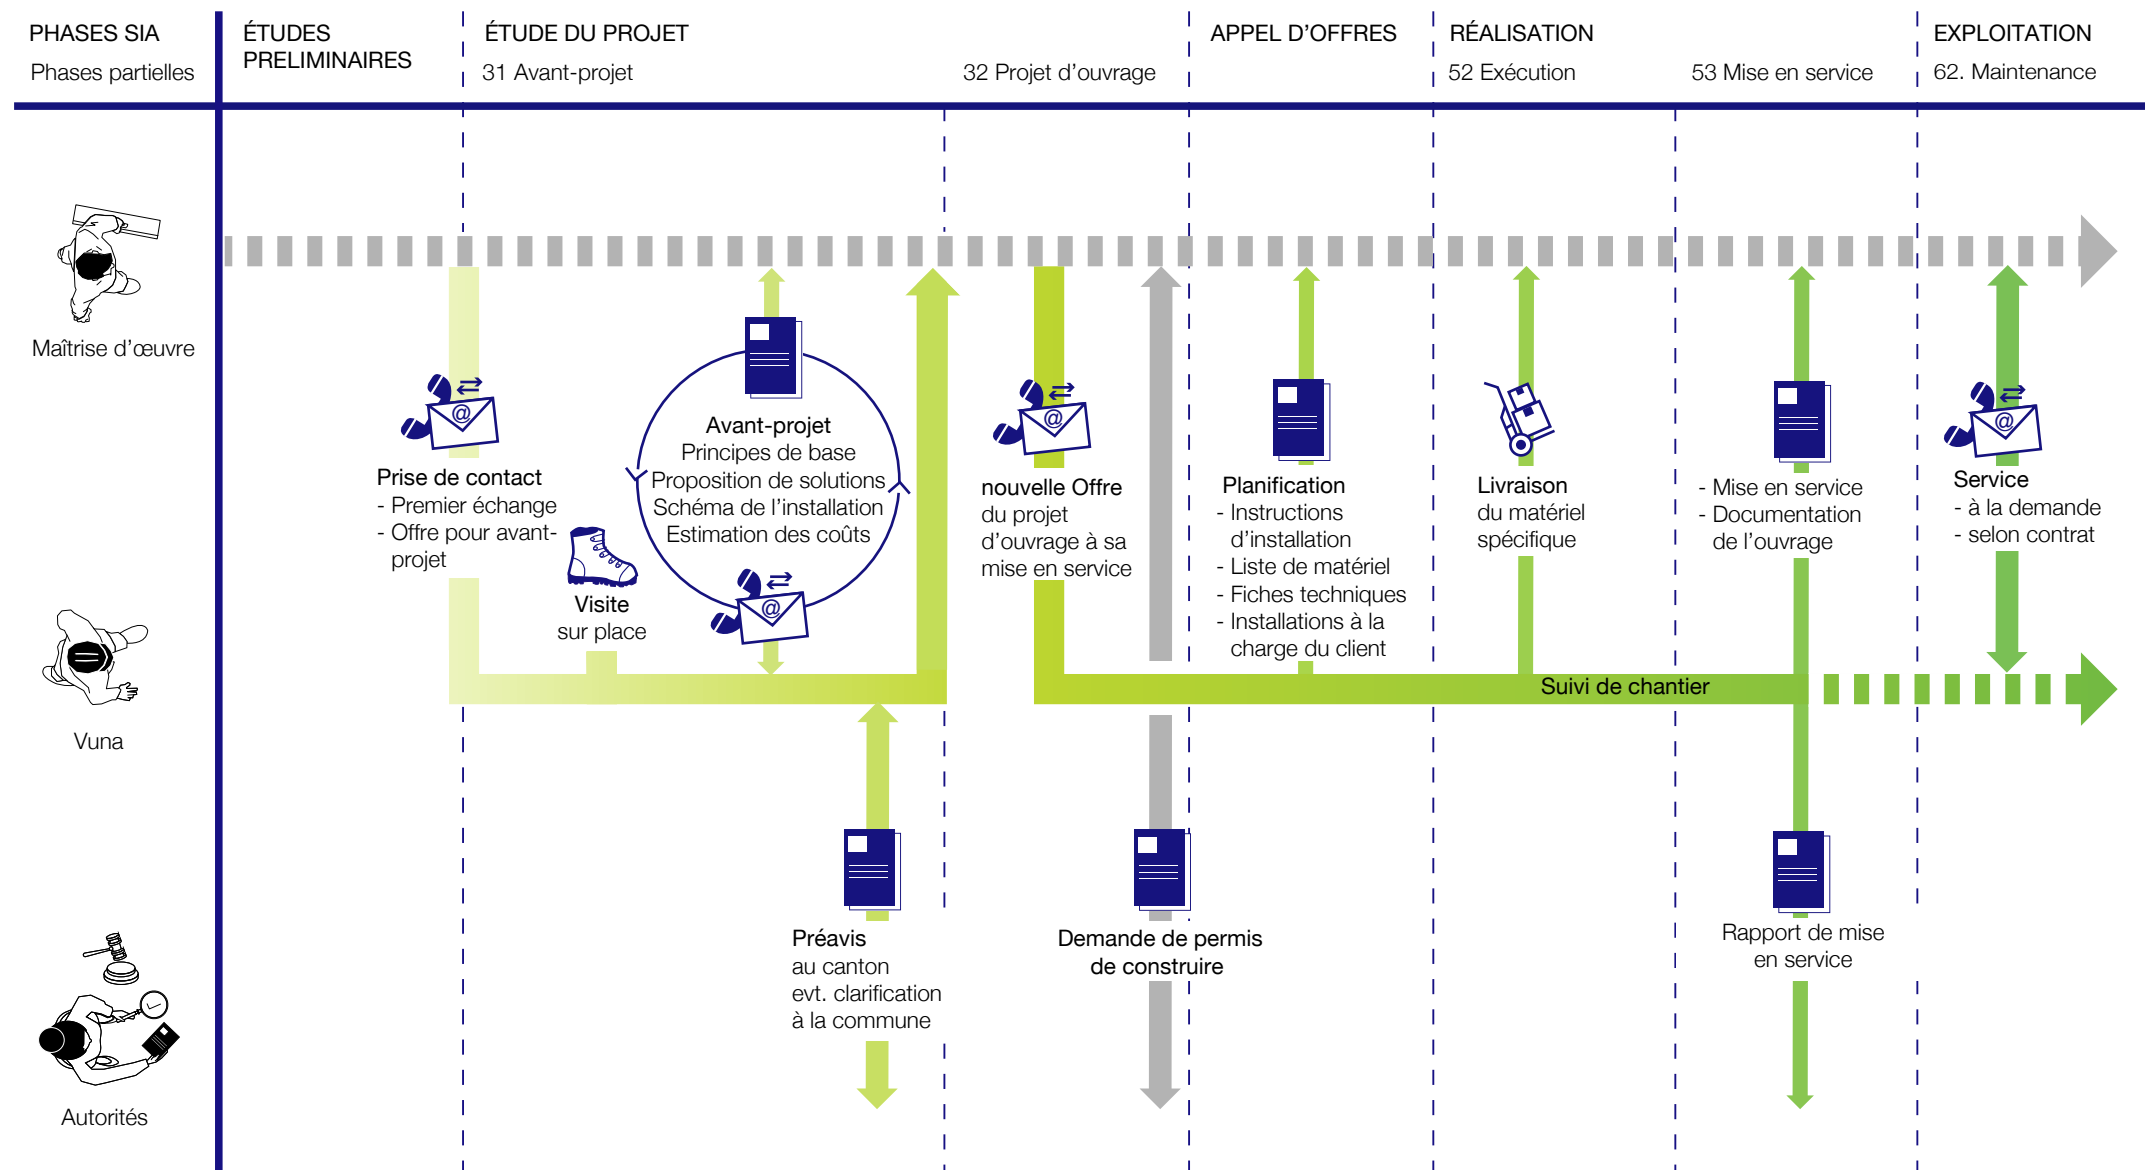 PHASES SIA
Phases partielles
ÉTUDES
PRELIMINAIRES
ÉTUDE DU PROJET
31 Avant-projet
32 Projet d'ouvrage
APPEL D'OFFRES
RÉALISATION
52 Exécution
53 Mise en service
EXPLOITATION
62. Maintenance
Maîtrise d'œuvre
Prise de contact
- Premier échange
- Offre pour avant-
projet
Visite
sur place
Avant-projet
Principes de base
Proposition de solutions
Schéma de l'installation
Estimation des coûts
nouvelle Offre
du projet
d'ouvrage à sa
mise en service
Planification
- Instructions
d'installation
- Liste de matériel
- Fiches techniques
- Installations à la
charge du client
Livraison
du matériel
spécifique
- Mise en service
- Documentation
de l'ouvrage
Service
- à la demande
- selon contrat
@
@
@
@
Suivi de chantier
Vuna
Préavis
au canton
evt. clarification
à la commune
Demande de permis
de construire
Rapport de mise
en service
Autorités